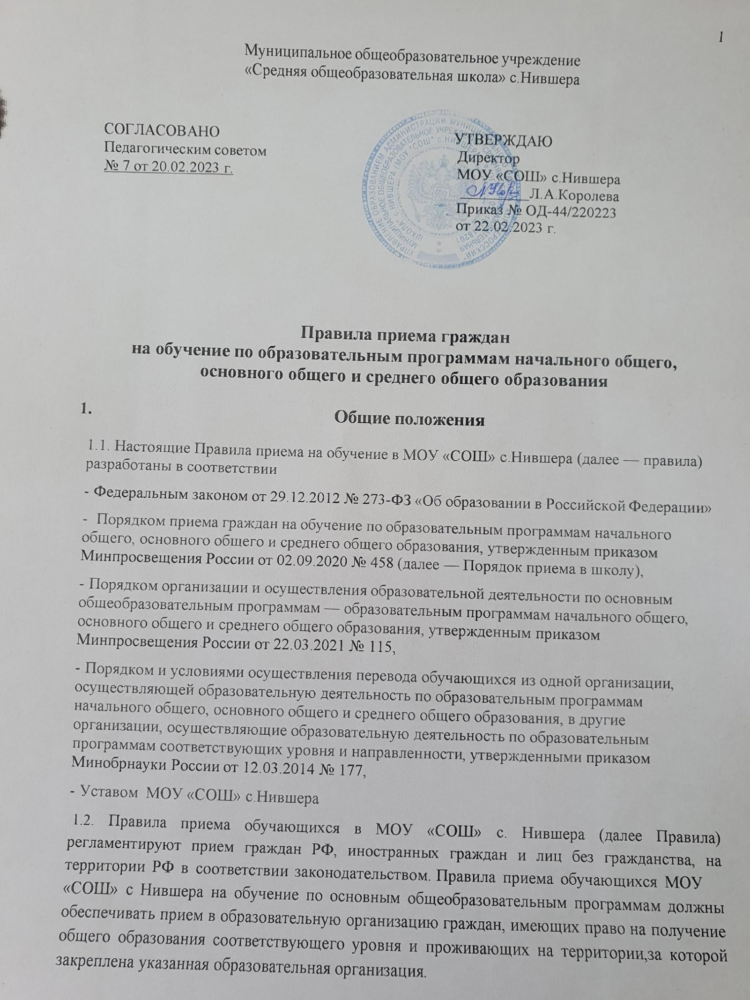 1
Муниципальное общеобразовательное учреждение
«Средняя общеобразовательная школа» с.Нившера
СОГЛАСОВАНО
Педагогическим советом
№ 7 от 20.02.2023 г.
УТВЕРЖДАЮ
Директор
МОУ «СОШ» с.Нившера
Л.А.Королева
Приказ № ОД-44/220223
от 22.02.2023 г.
Правила приема граждан
на обучение по образовательным программам начального общего,
основного общего и среднего общего образования
1.
Общие положения
1.1. Настоящие Правила приема на обучение в МОУ «СОШ» с.Нившера (далее — правила)
разработаны в соответствии
- Федеральным законом от 29.12.2012 № 273-ФЗ «Об образовании в Российской Федерации»
- Порядком приема граждан на обучение по образовательным программам начального
общего, основного общего и среднего общего образования, утвержденным приказом
Минпросвещения России от 02.09.2020 № 458 (далее — Порядок приема в школу),
- Порядком организации и осуществления образовательной деятельности по основным
общеобразовательным программам — образовательным программам начального общего,
основного общего и среднего общего образования, утвержденным приказом
Минпросвещения России от 22.03.2021 № 115,
- Порядком и условиями осуществления перевода обучающихся из одной организации,
осуществляющей образовательную деятельность по образовательным программам
начального общего, основного общего и среднего общего образования, в другие
организации, осуществляющие образовательную деятельность по образовательным
программам соответствующих уровня и направленности, утвержденными приказом
Минобрнауки России от 12.03.2014 № 177,
- Уставом МОУ «СОШ» с.Нившера
1.2. Правила приема обучающихся в МОУ «СОШ» с. Нившера (далее Правила)
регламентируют прием граждан РФ, иностранных граждан и лиц без гражданства, на
территории РФ в соответствии законодательством. Правила приема обучающихся МОУ
«СОШ» с Нившера на обучение по основным общеобразовательным программам должны
обеспечивать прием в образовательную организацию граждан, имеющих право на получение
общего образования соответствующего уровня и проживающих на территории,за которой
закреплена указанная образовательная организация.